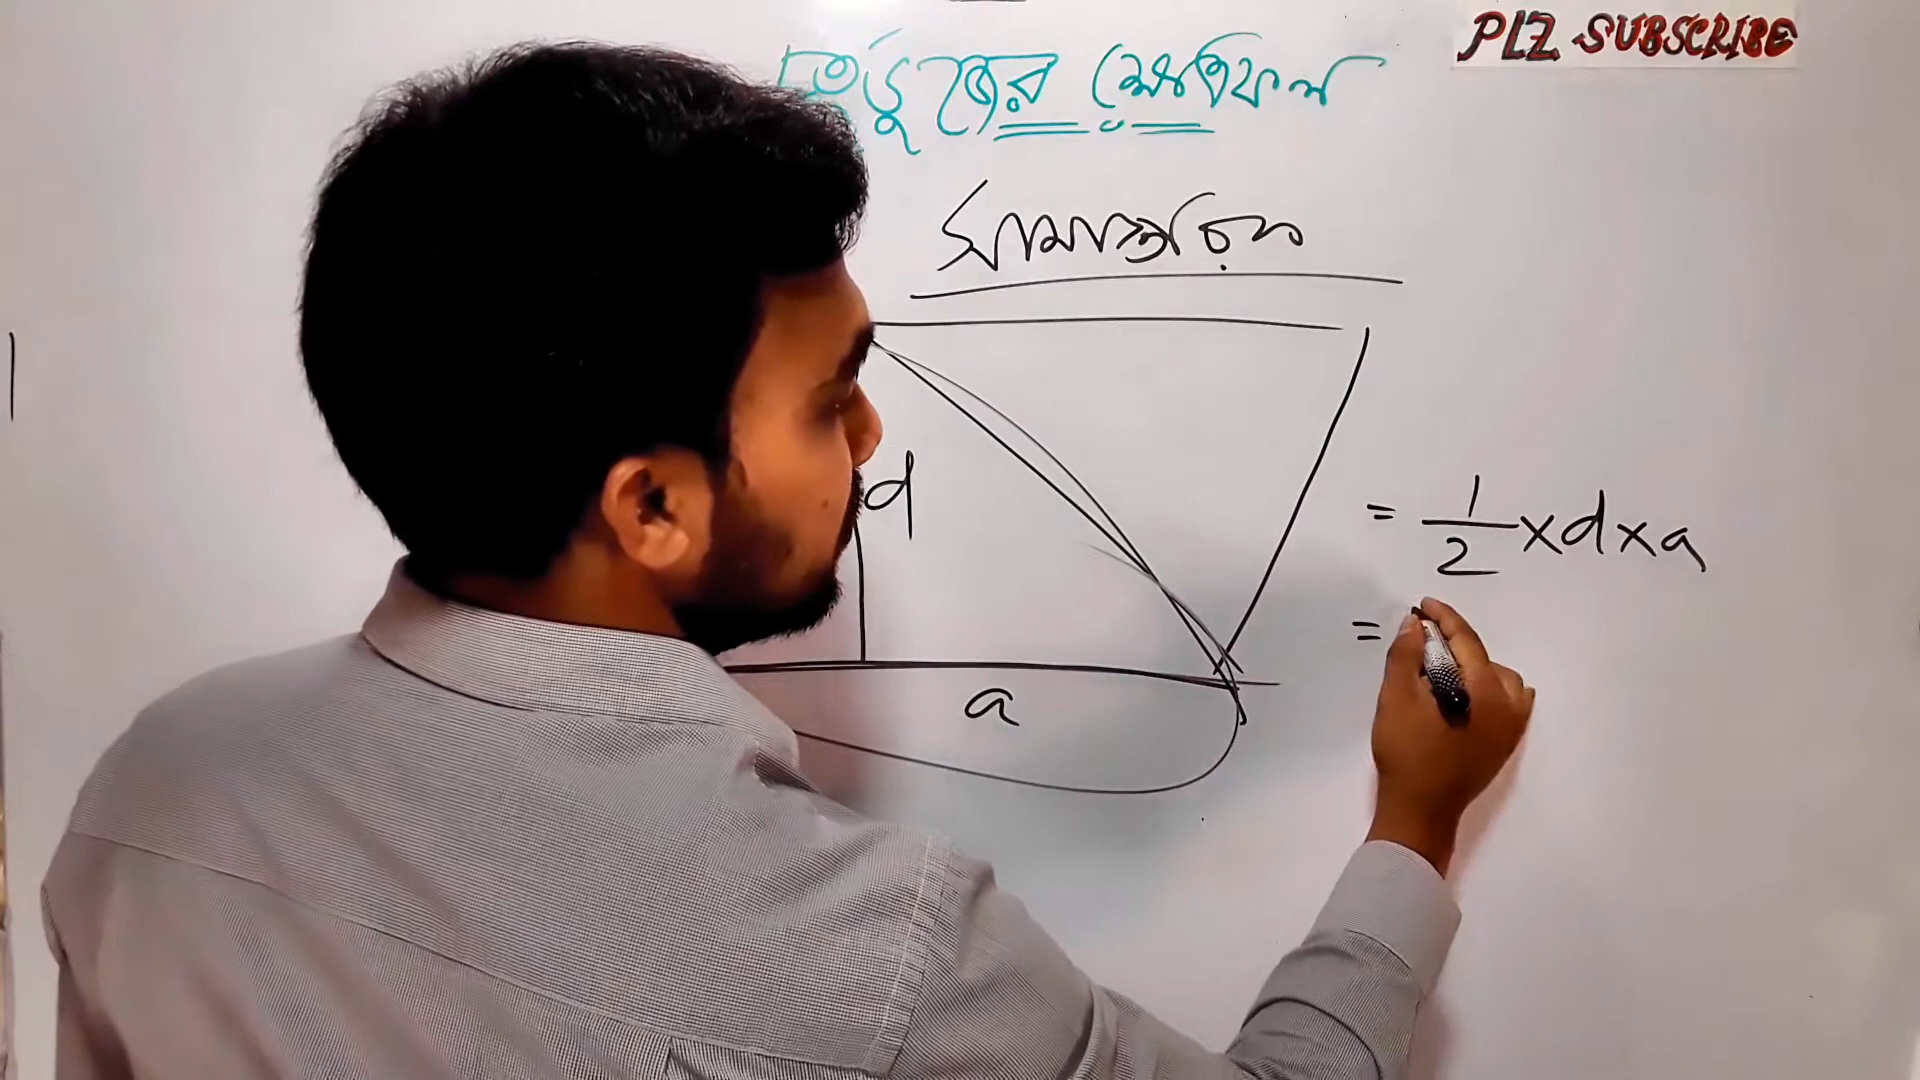 PLZ SUBSCRIBE
র্ভুজের ক্ষেত্রফল
সামান্তরিক
d
= 1/2 x d x a
=
a